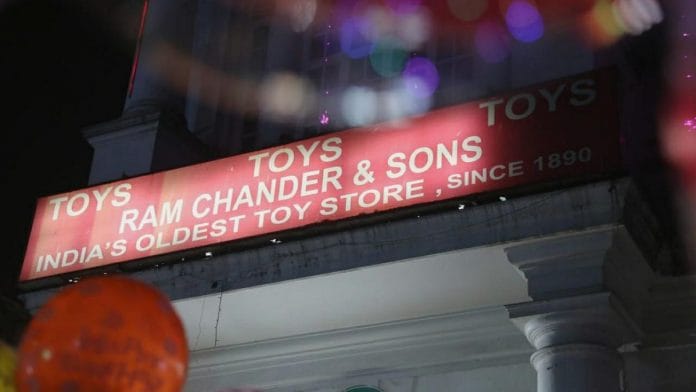 TOYS TOYS TOYS
RAM CHANDER & SONS
INDIA'S OLDEST TOY STORE, SINCE 1890